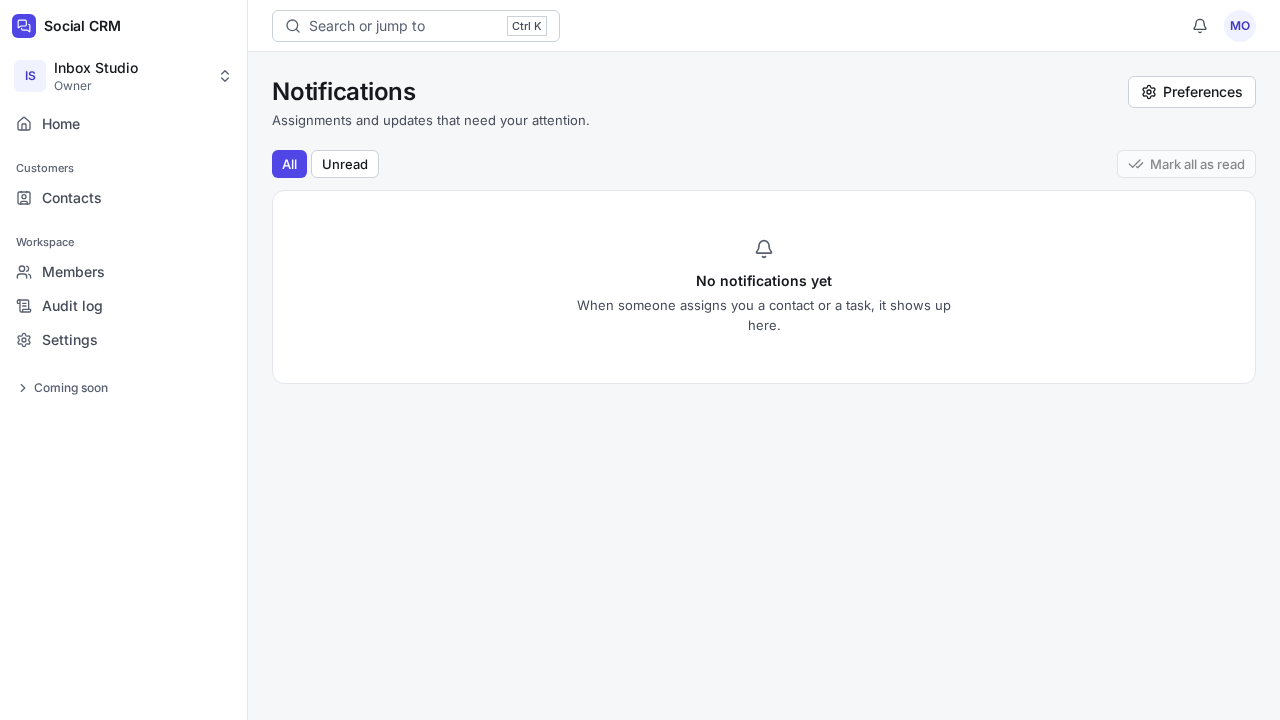 Social CRM
IS
Inbox Studio
Owner
Home
Customers
Contacts
Workspace
Members
Audit log
Settings
Coming soon
Search or jump to
Ctrl K
MO
Notifications
Assignments and updates that need your attention.
Preferences
All
Unread
Mark all as read
No notifications yet
When someone assigns you a contact or a task, it shows up
here.